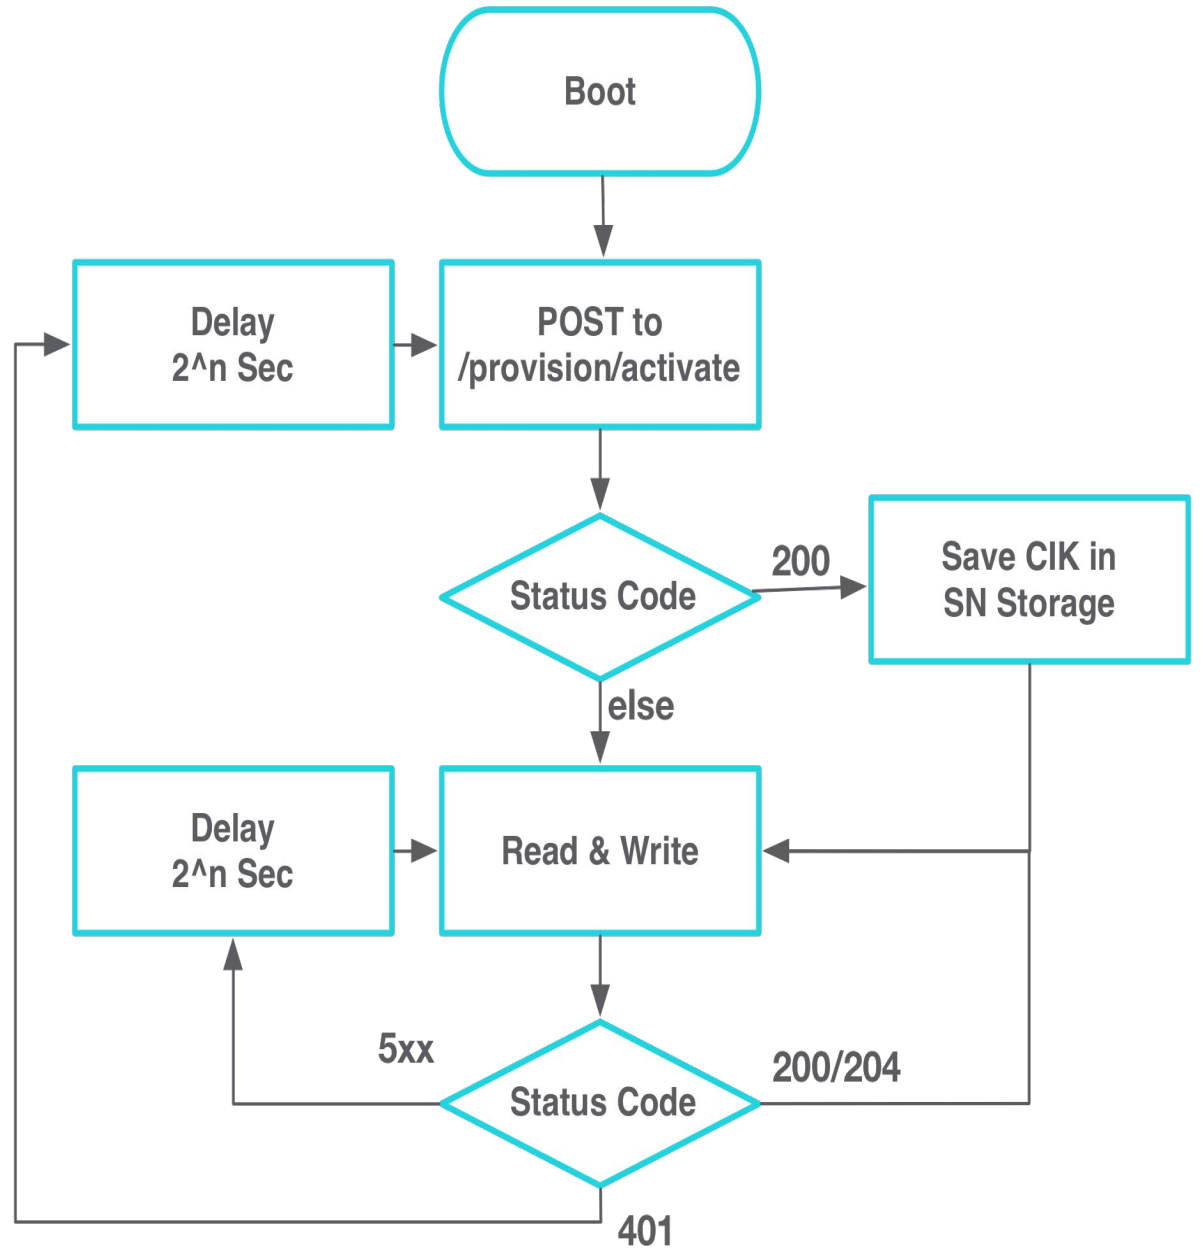 Boot
Delay
2^n Sec
POST to
/provision/activate
Status Code
200
Save CIK in
SN Storage
else
Delay
2^n Sec
Read & Write
5xx
Status Code
200/204
401